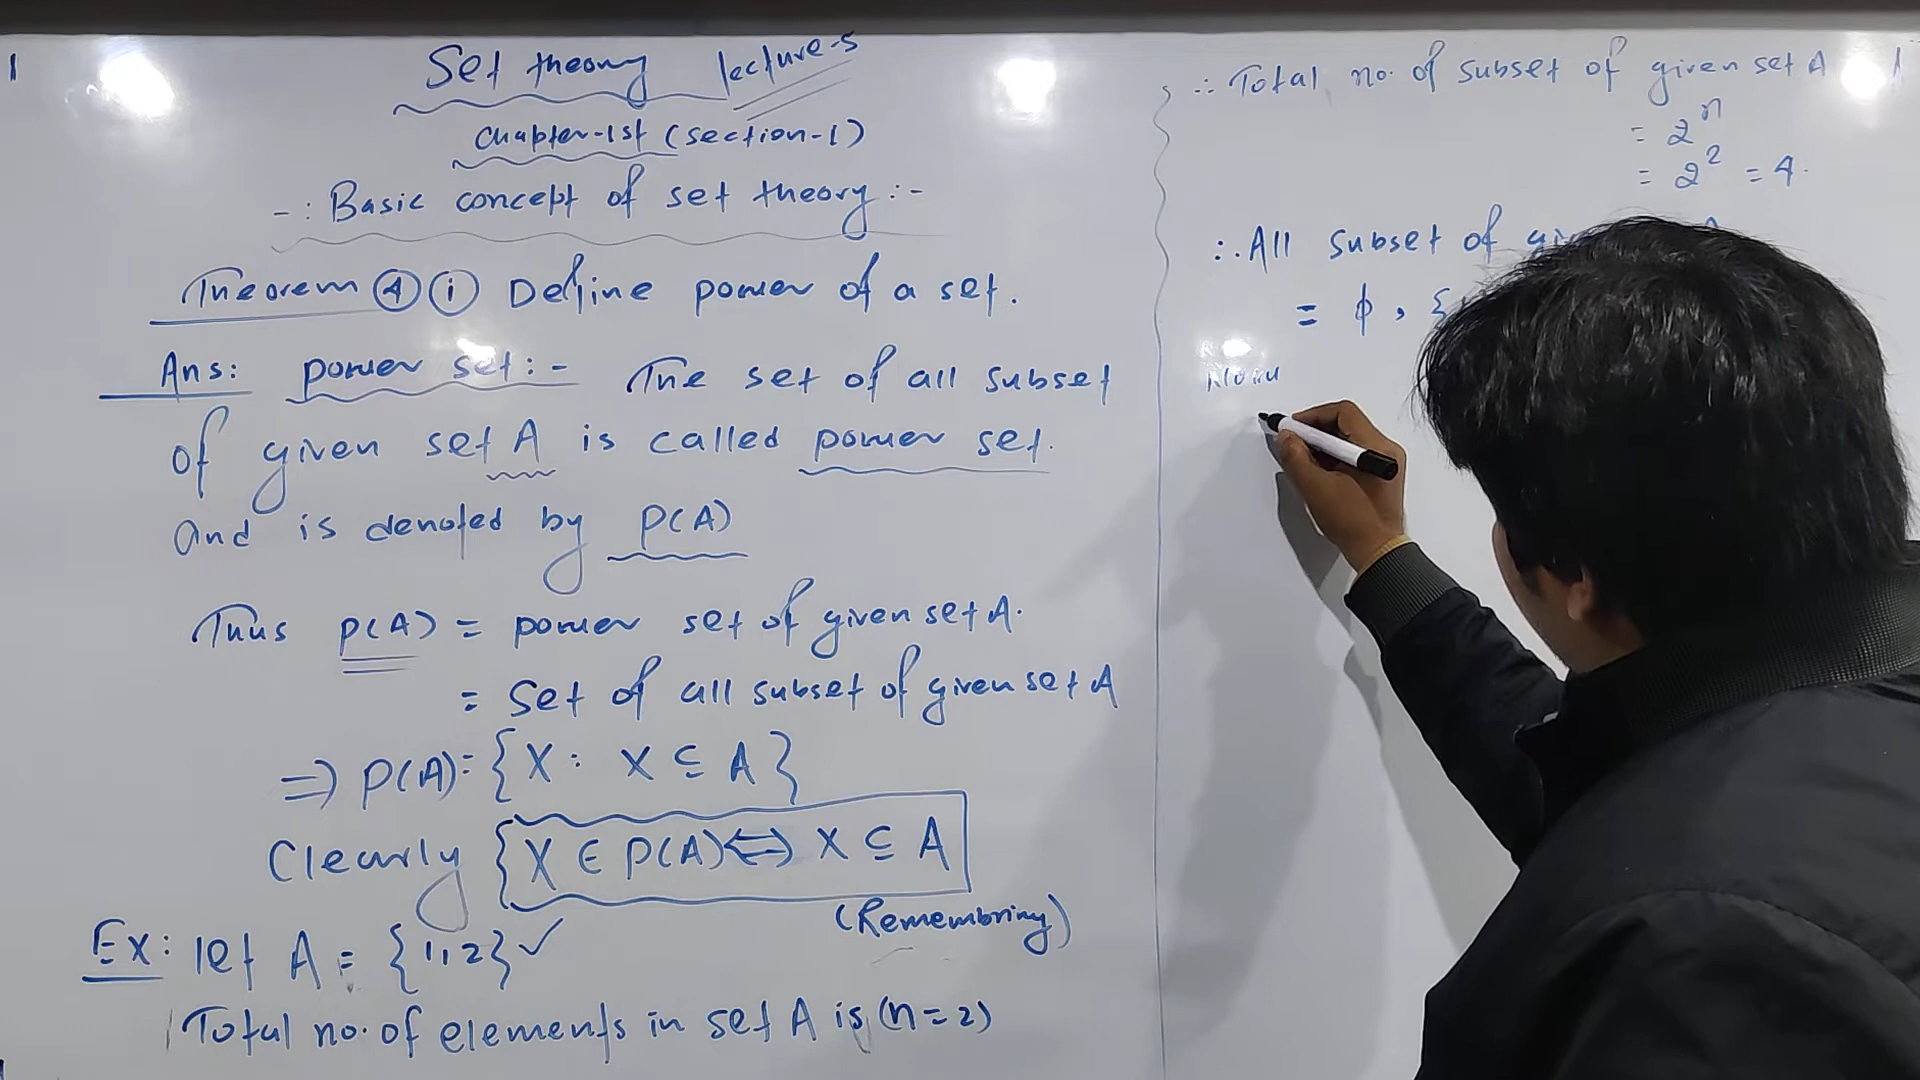 Set theory lecture-5
Chapter-1st (section-1)
-: Basic concept of set theory :-
Theorem ④ ⓘ Define power of a set.
Ans: power set :- The set of all subset
of given set A is called power set.
and is denoted by P(A)
Thus P(A) = power set of given set A.
= set of all subset of given set A
=> P(A) = {X : X ⊆ A}
Clearly {X ∈ P(A) <=> X ⊆ A
(Remembring)
Ex: let A = {1,2} ✓
Total no. of elements in set A is (n=2)
∴ Total no. of subset of given set A
= 2^n
= 2^2 = 4.
∴ All subset of
= ϕ, {
Now